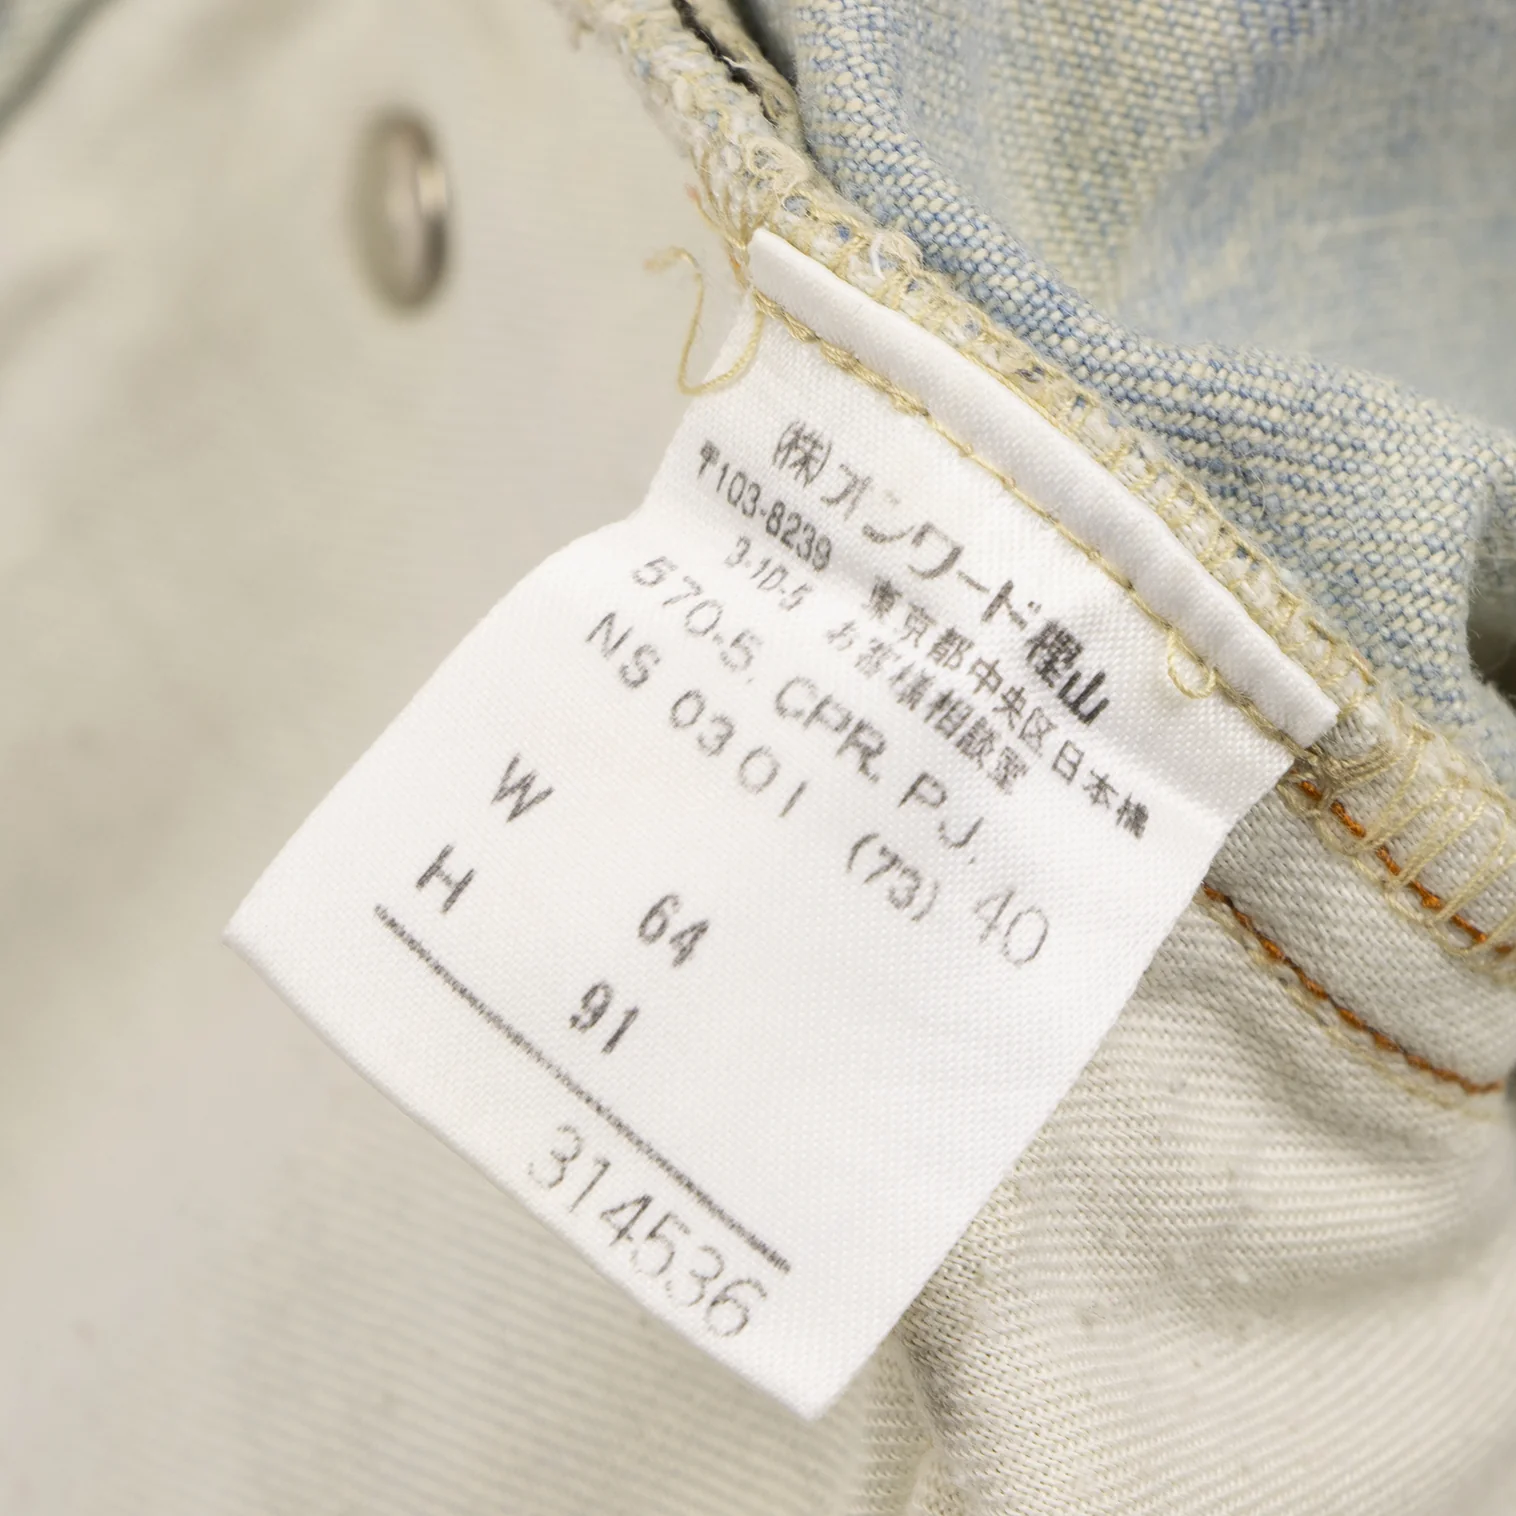 (株)オンワード樫山
〒103-8239 東京都中央区日本橋
3-10-5 お客様相談室
570-5, CPR, PJ, 40
NS 0301 (73)
W 64
H 91
314536